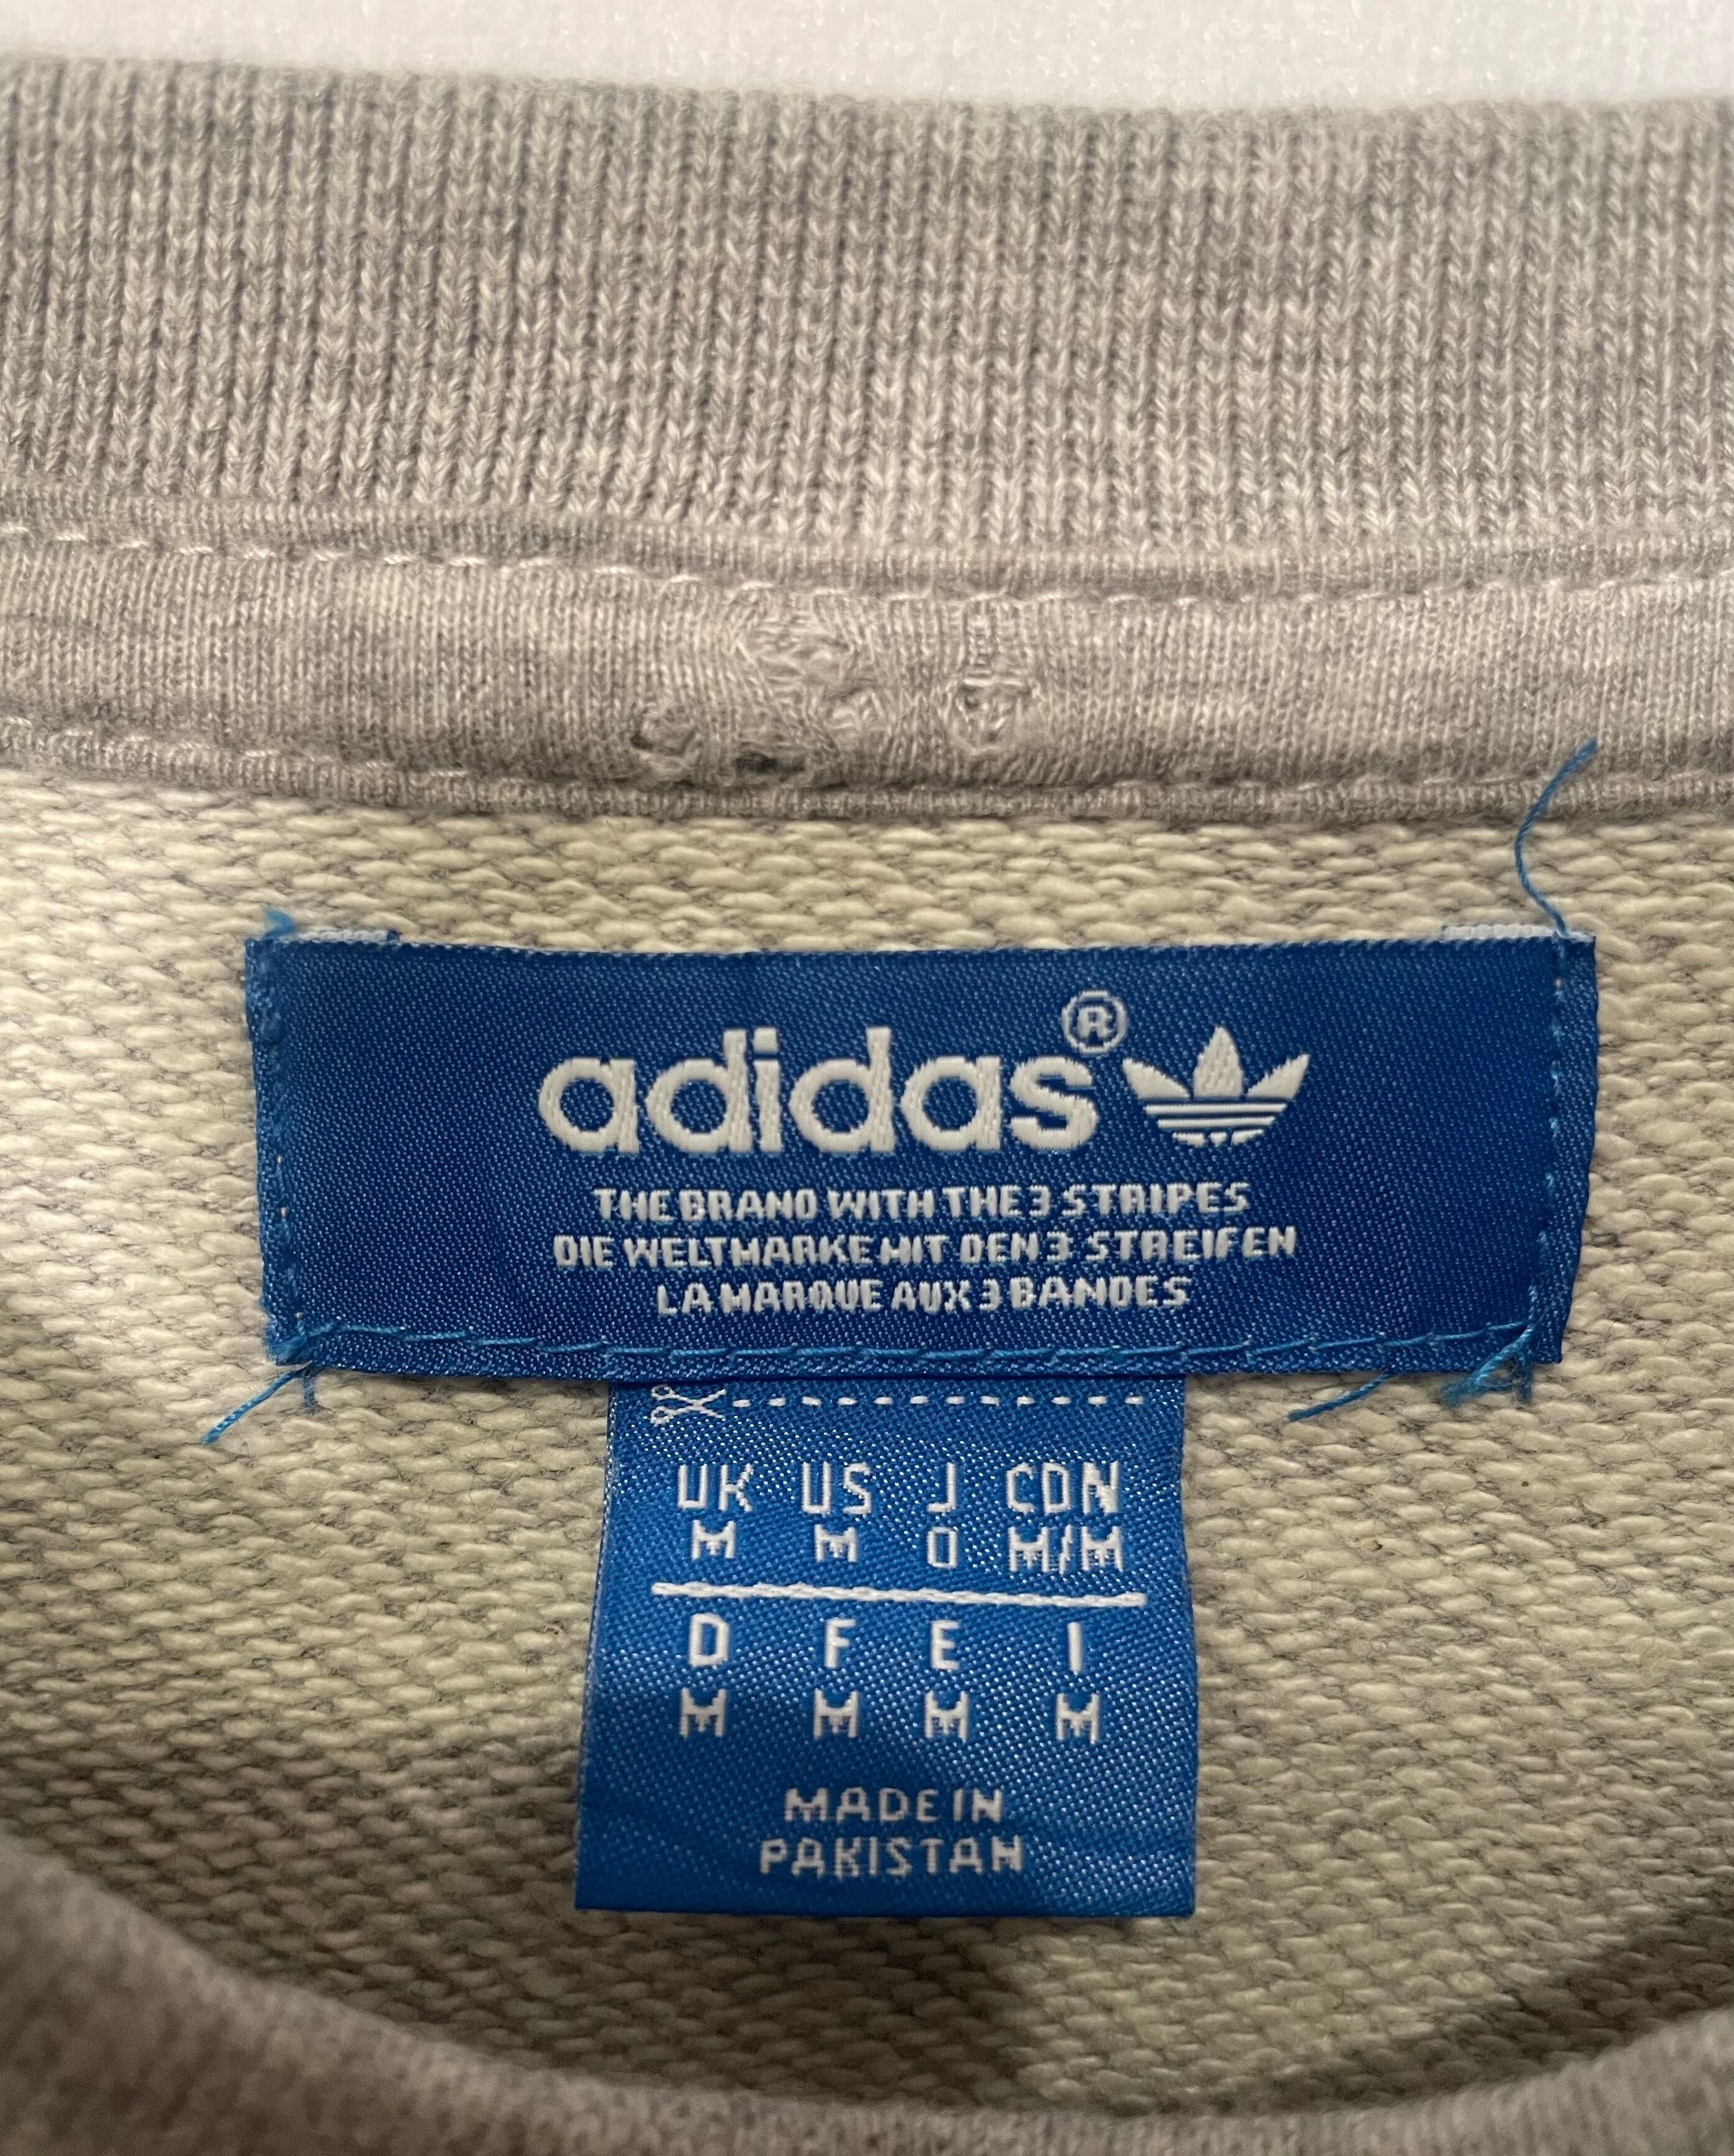 adidas®
THE BRAND WITH THE 3 STRIPES
DIE WELTMARKE MIT DEN 3 STREIFEN
LA MARQUE AUX 3 BANDES
UK US J CDN
M M O M/M
D F E I
M M M M
MADE IN
PAKISTAN